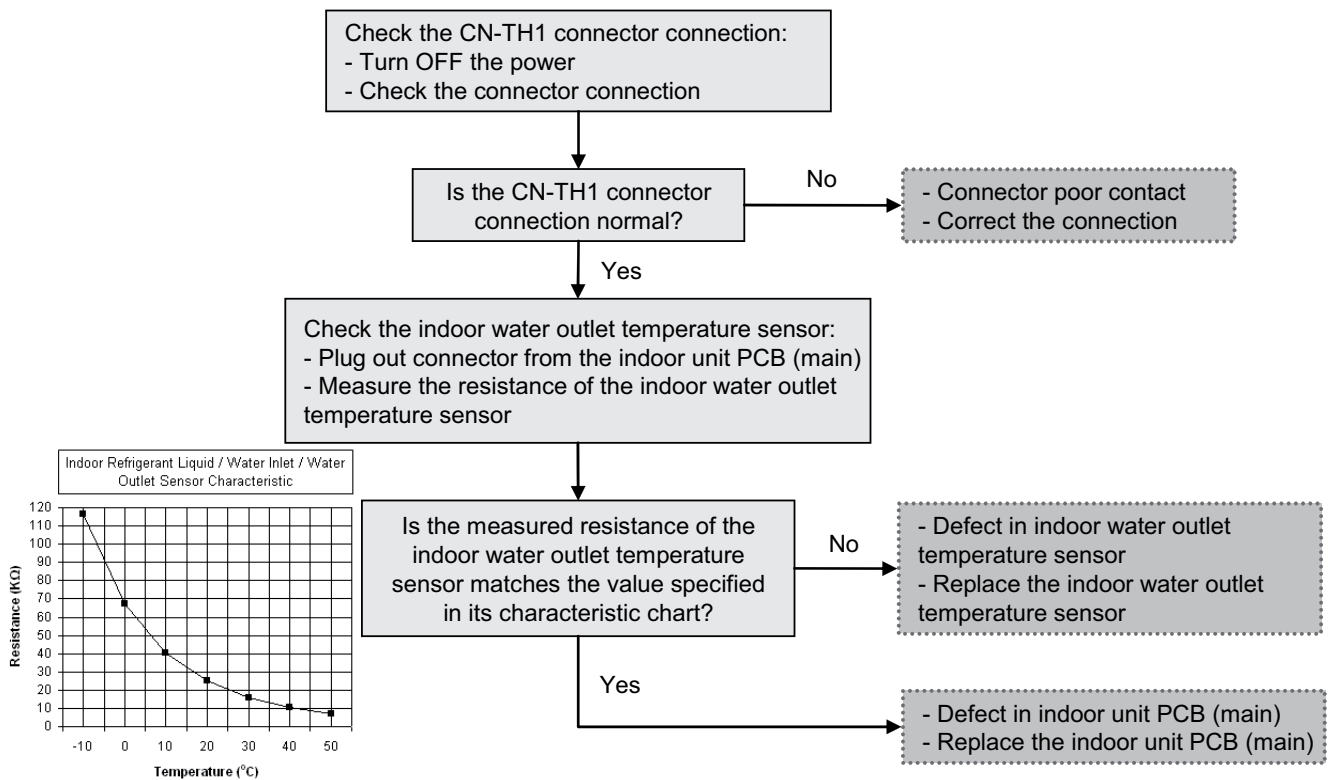 Check the CN-TH1 connector connection:
- Turn OFF the power
- Check the connector connection
Is the CN-TH1 connector
connection normal?
No
- Connector poor contact
- Correct the connection
Yes
Check the indoor water outlet temperature sensor:
- Plug out connector from the indoor unit PCB (main)
- Measure the resistance of the indoor water outlet
temperature sensor
Indoor Refrigerant Liquid / Water Inlet / Water
Outlet Sensor Characteristic
Resistance (KΩ)
120
110
100
90
80
70
60
50
40
30
20
10
0
-10 0 10 20 30 40 50
Temperature (°C)
Is the measured resistance of the
indoor water outlet temperature
sensor matches the value specified
in its characteristic chart?
No
- Defect in indoor water outlet
temperature sensor
- Replace the indoor water outlet
temperature sensor
Yes
- Defect in indoor unit PCB (main)
- Replace the indoor unit PCB (main)